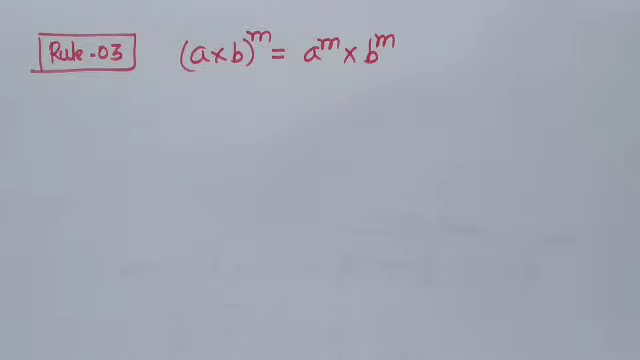 Rule-03 (a×b)^m = a^m × b^m